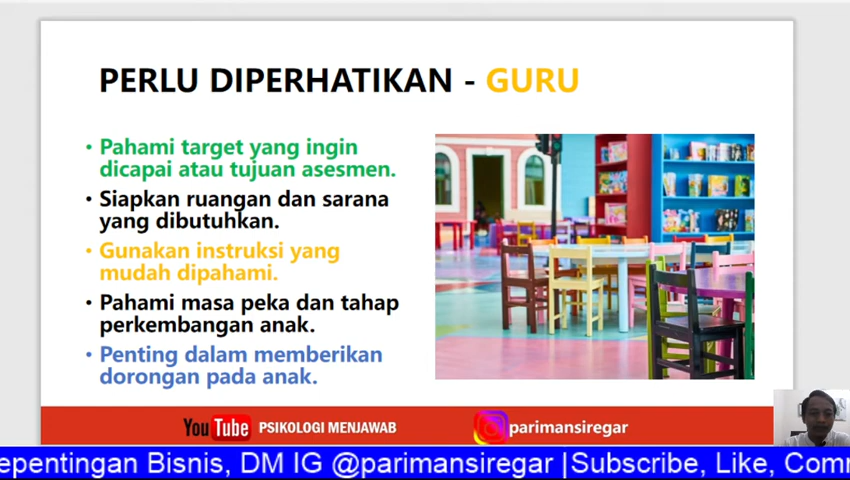 PERLU DIPERHATIKAN - GURU
• Pahami target yang ingin
dicapai atau tujuan asesmen.
• Siapkan ruangan dan sarana
yang dibutuhkan.
• Gunakan instruksi yang
mudah dipahami.
• Pahami masa peka dan tahap
perkembangan anak.
• Penting dalam memberikan
dorongan pada anak.
YouTube PSIKOLOGI MENJAWAB
parimansiregar
epentingan Bisnis, DM IG @parimansiregar |Subscribe, Like, Com